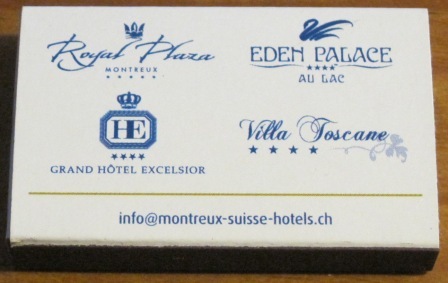 Royal Plaza
MONTREUX
EDEN PALACE
AU LAC
HE
GRAND HÔTEL EXCELSIOR
Villa Toscane
info@montreux-suisse-hotels.ch